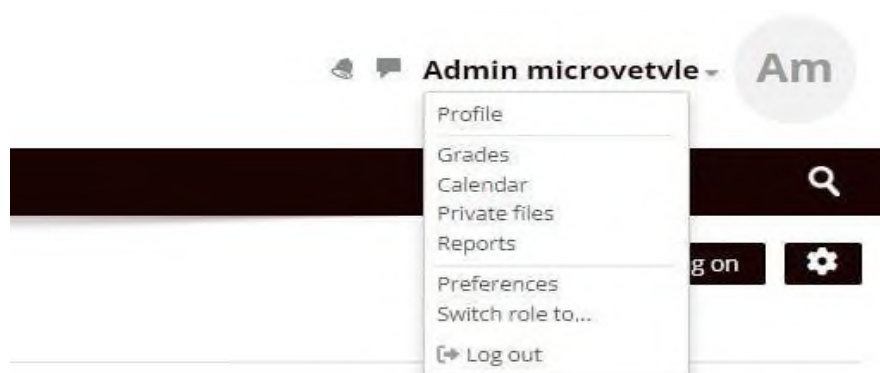 Admin microvetvle Am
Profile
Grades
Calendar
Private files
Reports
g on
Preferences
Switch role to...
Log out